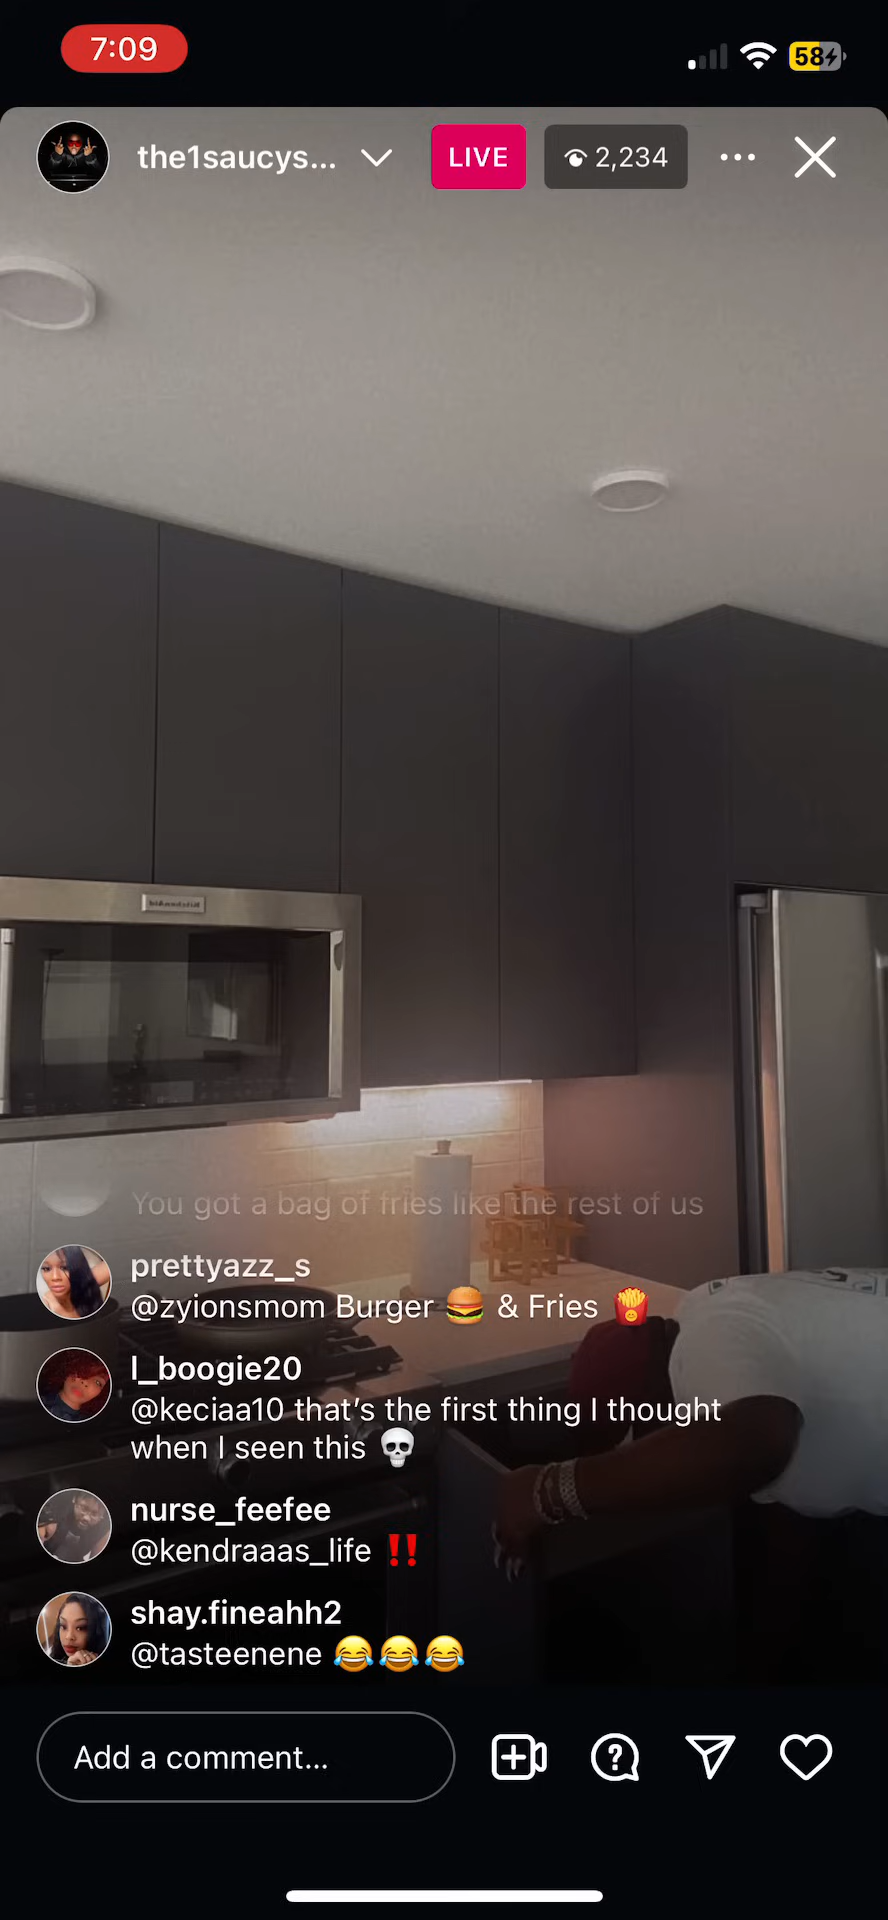 7:09
58
the1saucys...
LIVE
2,234
You got a bag of fries like the rest of us
prettyazz_s
@zyionsmom Burger 🍔 & Fries 🍟
l_boogie20
@keciaa10 that's the first thing I thought
when I seen this 💀
nurse_feefee
@kendraaas_life ‼️
shay.fineahh2
@tasteenene 😂😂😂
Add a comment...